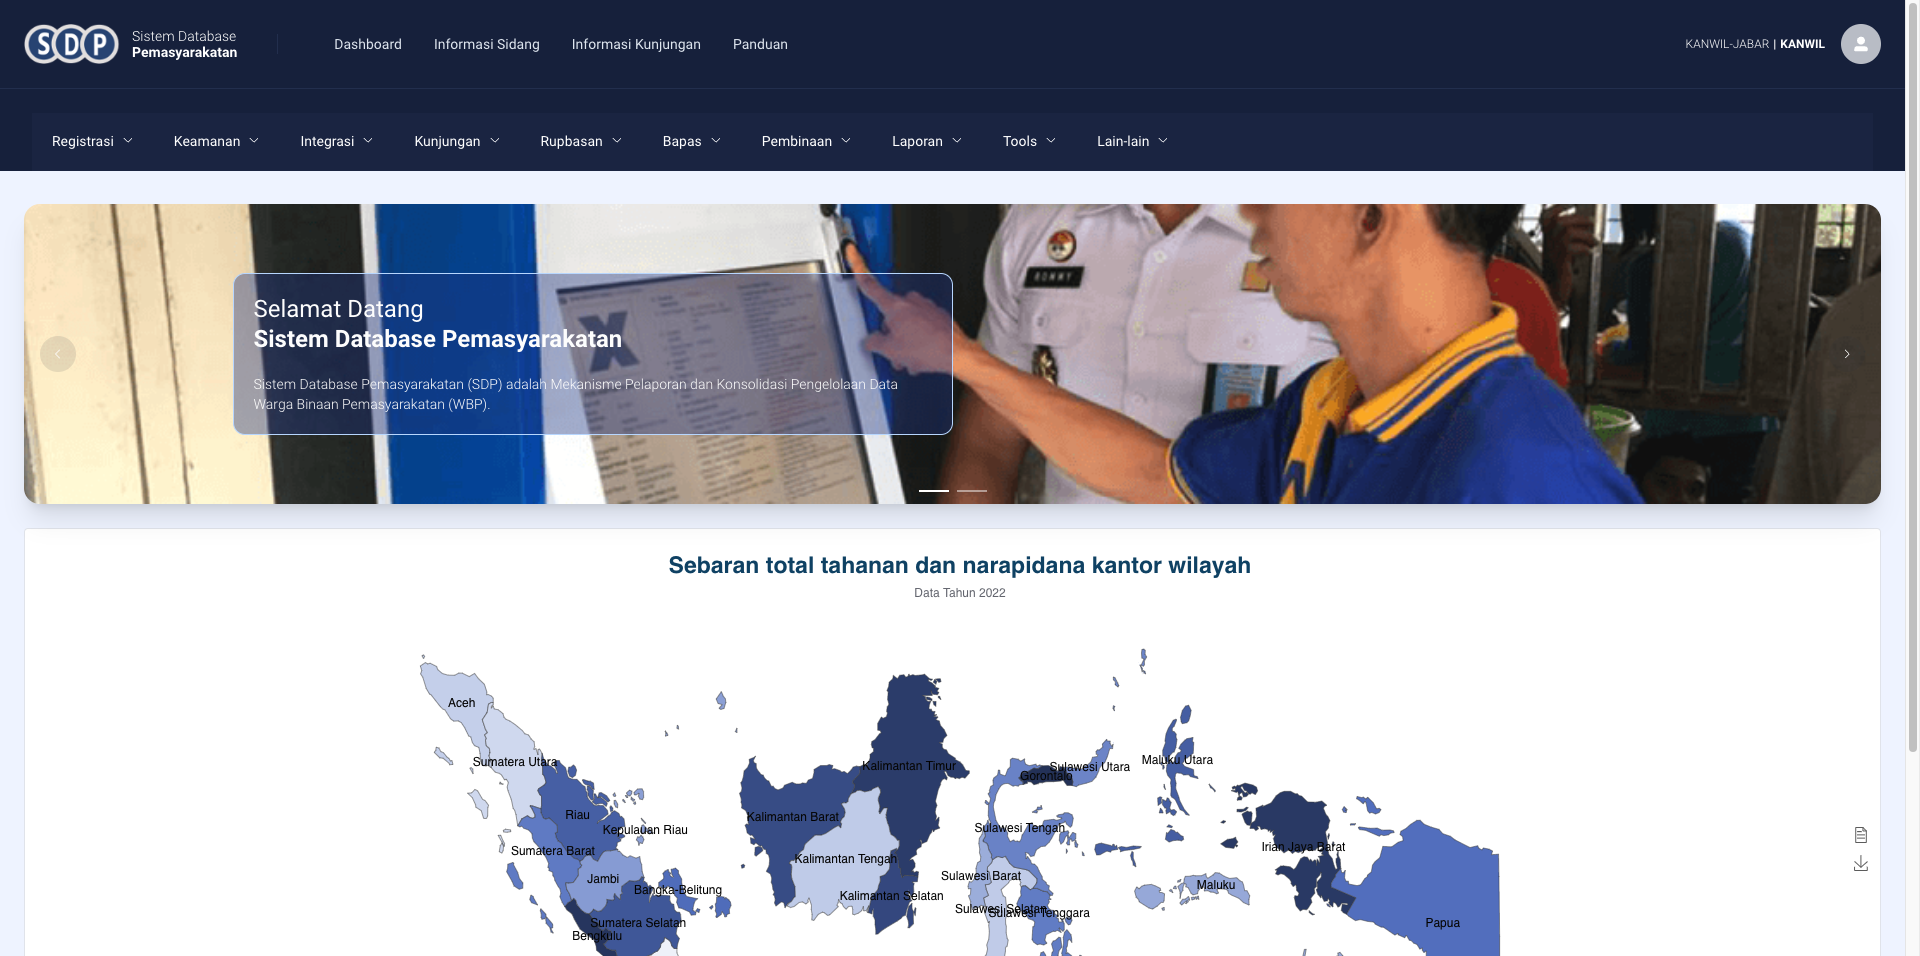 SDP
Sistem Database
Pemasyarakatan
Dashboard
Informasi Sidang
Informasi Kunjungan
Panduan
KANWIL-JABAR | KANWIL
Registrasi
Keamanan
Integrasi
Kunjungan
Rupbasan
Bapas
Pembinaan
Laporan
Tools
Lain-lain
RONNY
Selamat Datang
Sistem Database Pemasyarakatan
Sistem Database Pemasyarakatan (SDP) adalah Mekanisme Pelaporan dan Konsolidasi Pengelolaan Data
Warga Binaan Pemasyarakatan (WBP).
Sebaran total tahanan dan narapidana kantor wilayah
Data Tahun 2022
Aceh
Sumatera Utara
Riau
Kepulauan Riau
Sumatera Barat
Jambi
Bangka-Belitung
Sumatera Selatan
Bengkulu
Kalimantan Timur
Kalimantan Barat
Kalimantan Tengah
Kalimantan Selatan
Sulawesi Utara
Gorontalo
Sulawesi Tengah
Sulawesi Barat
Sulawesi Selatan
Sulawesi Tenggara
Maluku Utara
Irian Jaya Barat
Maluku
Papua